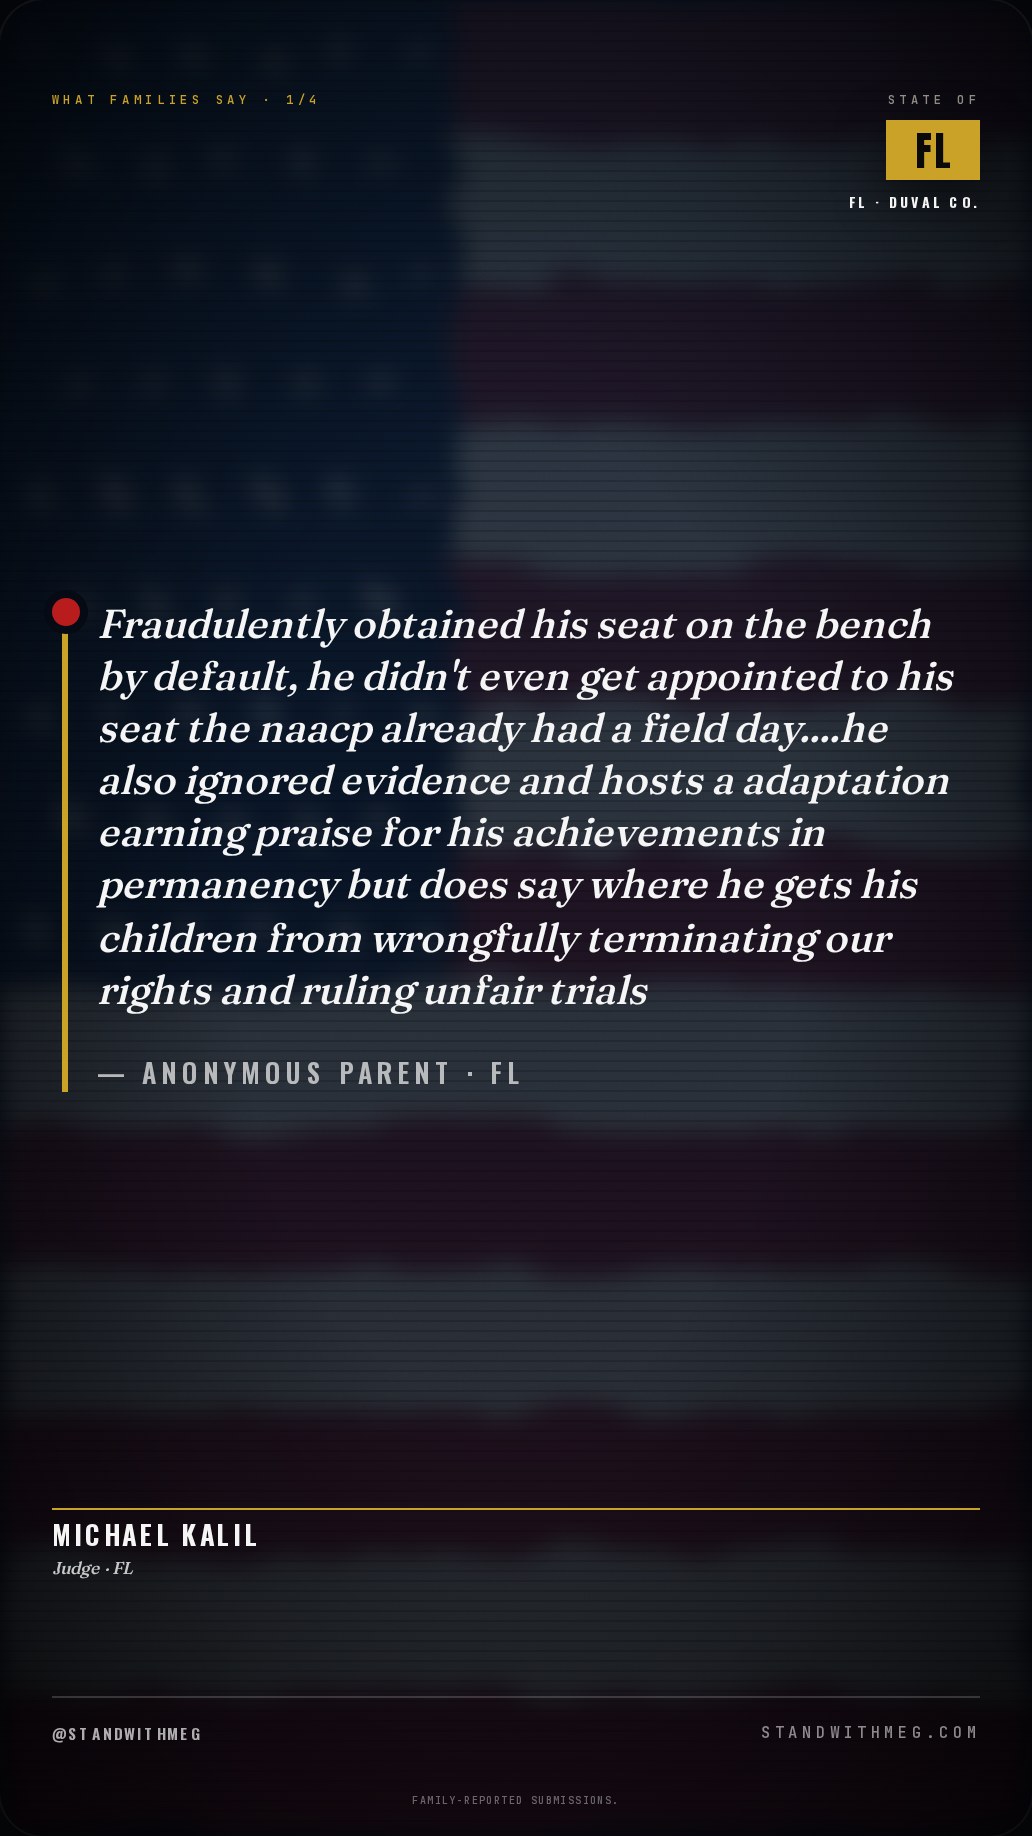 WHAT FAMILIES SAY · 1/4
STATE OF
FL
FL · DUVAL CO.
Fraudulently obtained his seat on the bench
by default, he didn't even get appointed to his
seat the naacp already had a field day....he
also ignored evidence and hosts a adaptation
earning praise for his achievements in
permanency but does say where he gets his
children from wrongfully terminating our
rights and ruling unfair trials
— ANONYMOUS PARENT · FL
MICHAEL KALIL
Judge · FL
@STANDWITHMEG
STANDWITHMEG.COM
FAMILY-REPORTED SUBMISSIONS.